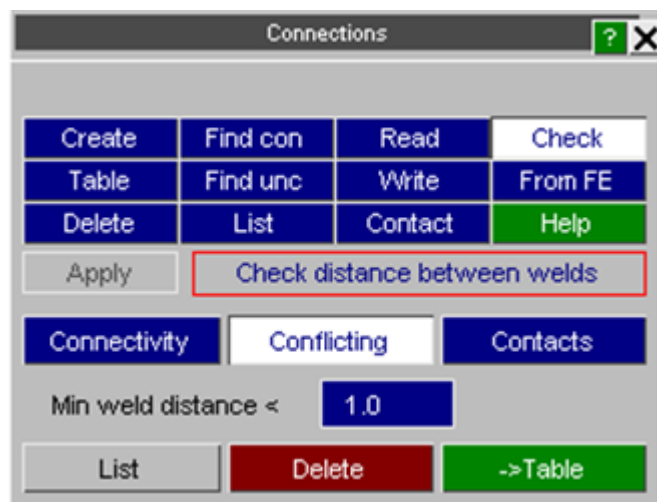 Connections ? X
Create Find con Read Check
Table Find unc Write From FE
Delete List Contact Help
Apply Check distance between welds
Connectivity Conflicting Contacts
Min weld distance < 1.0
List Delete ->Table